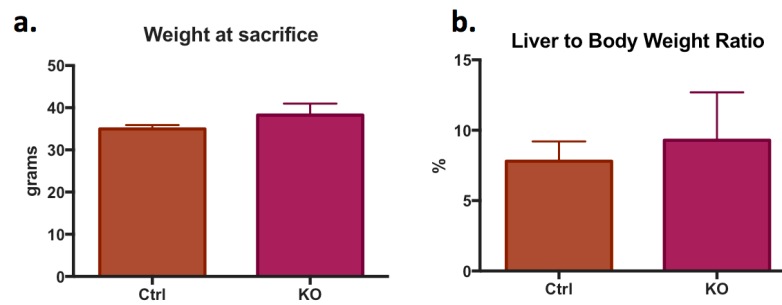 a.
Weight at sacrifice
grams
50
40
30
20
10
0
Ctrl
KO
b.
Liver to Body Weight Ratio
%
15
10
5
0
Ctrl
KO